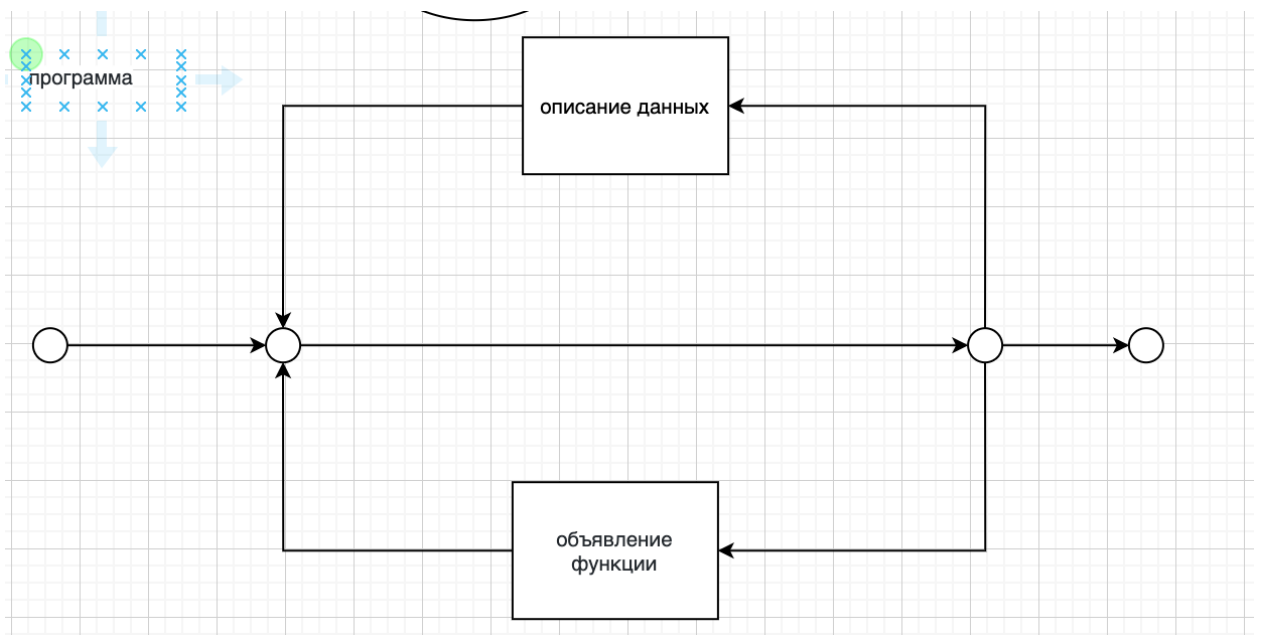 программа
описание данных
объявление
функции